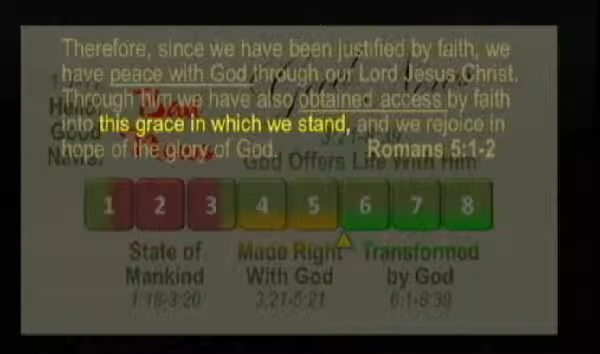 Therefore, since we have been justified by faith, we
have peace with God through our Lord Jesus Christ.
Through him we have also obtained access by faith
into this grace in which we stand, and we rejoice in
hope of the glory of God. Romans 5:1-2
Good
News!
God Offers Life With Him
1 2 3 4 5 6 7 8
State of
Mankind
1:18-3:20
Made Right
With God
3:21-5:21
Transformed
by God
6:1-8:39